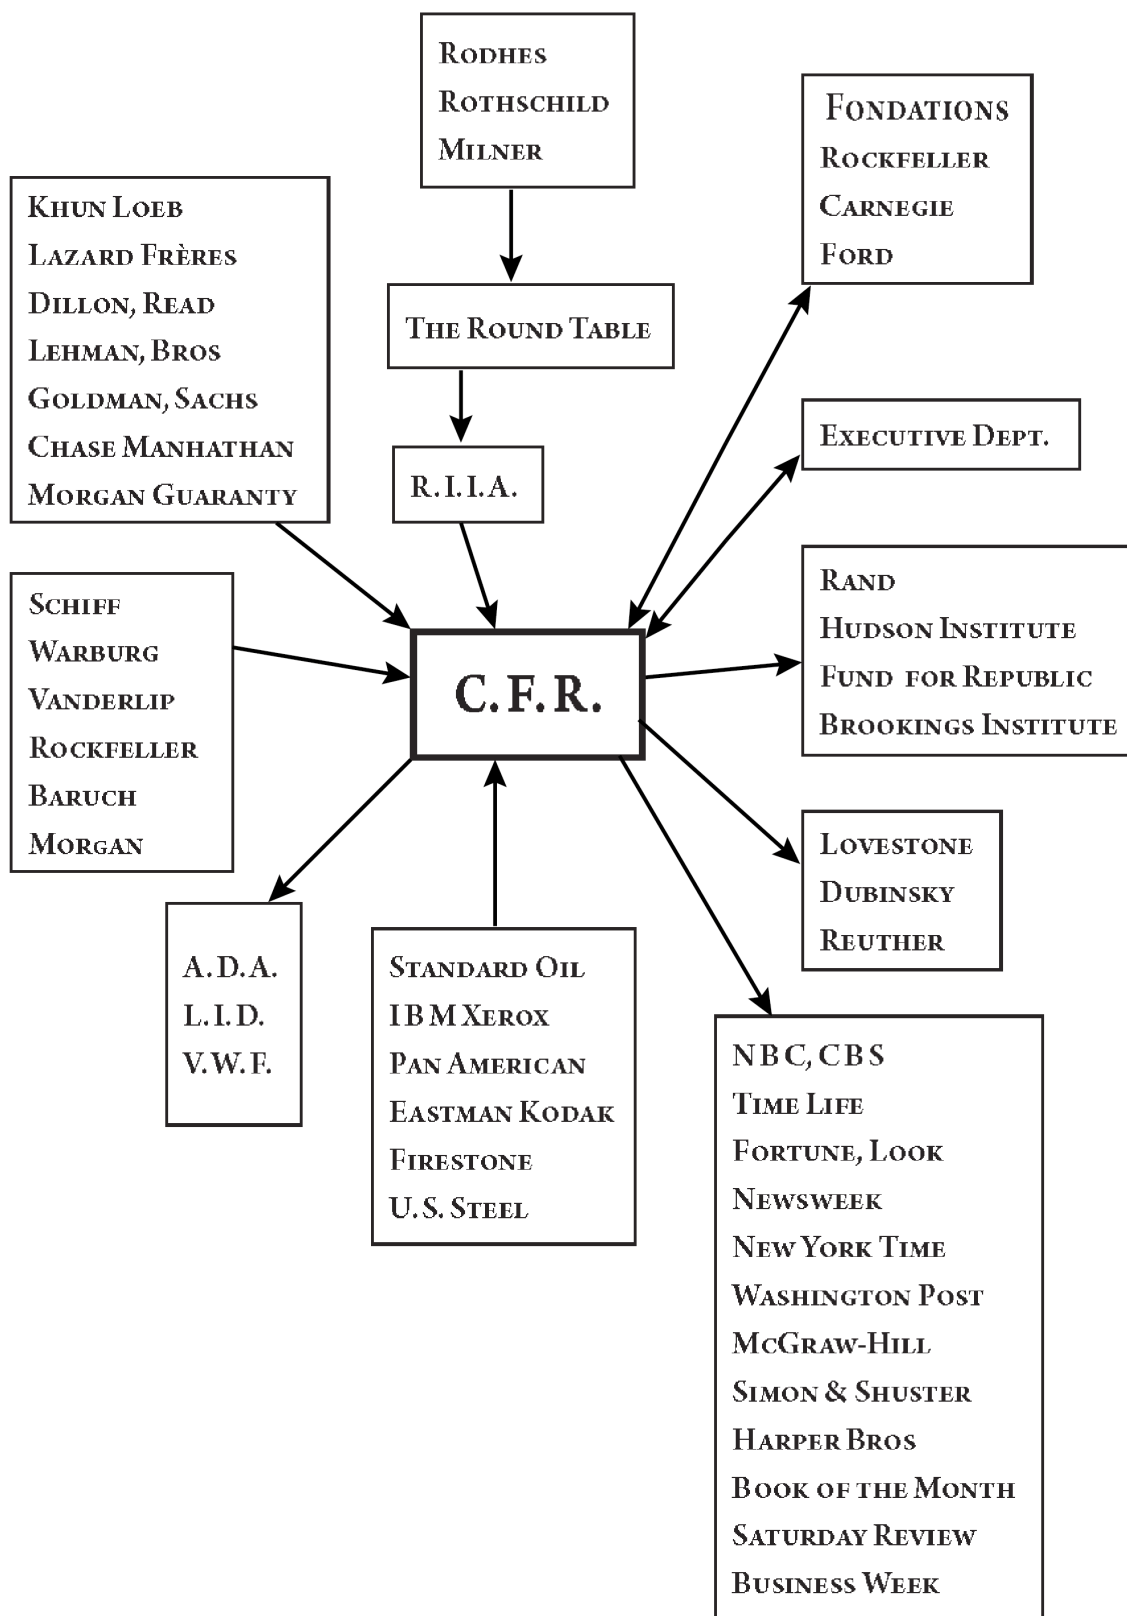 Rodhes
Rothschild
Milner
Fondations
Rockfeller
Carnegie
Ford
Khun Loeb
Lazard Frères
Dillon, Read
Lehman, Bros
Goldman, Sachs
Chase Manhathan
Morgan Guaranty
The Round Table
R.I.I.A.
Executive Dept.
Schiff
Warburg
Vanderlip
Rockfeller
Baruch
Morgan
C.F.R.
Rand
Hudson Institute
Fund for Republic
Brookings Institute
Lovestone
Dubinsky
Reuther
A.D.A.
L.I.D.
V.W.F.
Standard Oil
IBM Xerox
Pan American
Eastman Kodak
Firestone
U.S. Steel
NBC, CBS
Time Life
Fortune, Look
Newsweek
New York Time
Washington Post
McGraw-Hill
Simon & Shuster
Harper Bros
Book of the Month
Saturday Review
Business Week